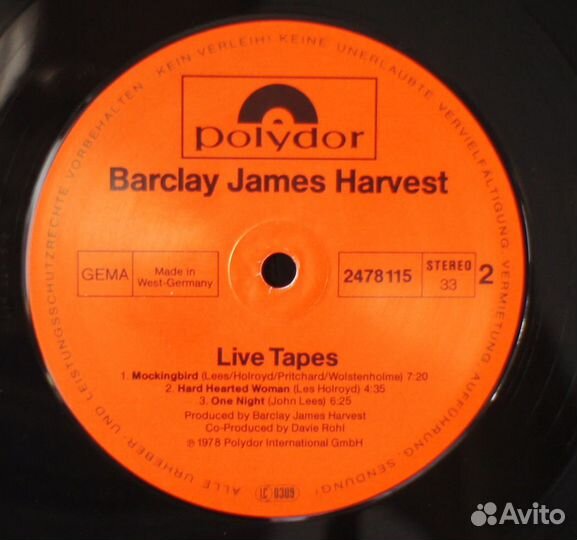 ALLE URHEBER- UND LEISTUNGSSCHUTZRECHTE VORBEHALTEN KEIN VERLEIH! KEINE UNERLAUBTE VERVIELFÄLTIGUNG VERMIETUNG AUFFÜHRUNG, SENDUNG!
polydor
Barclay James Harvest
GEMA
Made in
West-Germany
2478115
STEREO
33
2
Live Tapes
1. Mockingbird (Lees/Holroyd/Pritchard/Wolstenholme) 7:20
2. Hard Hearted Woman (Les Holroyd) 4:35
3. One Night (John Lees) 6:25
Produced by Barclay James Harvest
Co-Produced by Davie Rohl
℗ 1978 Polydor International GmbH
LC 0309
Avito